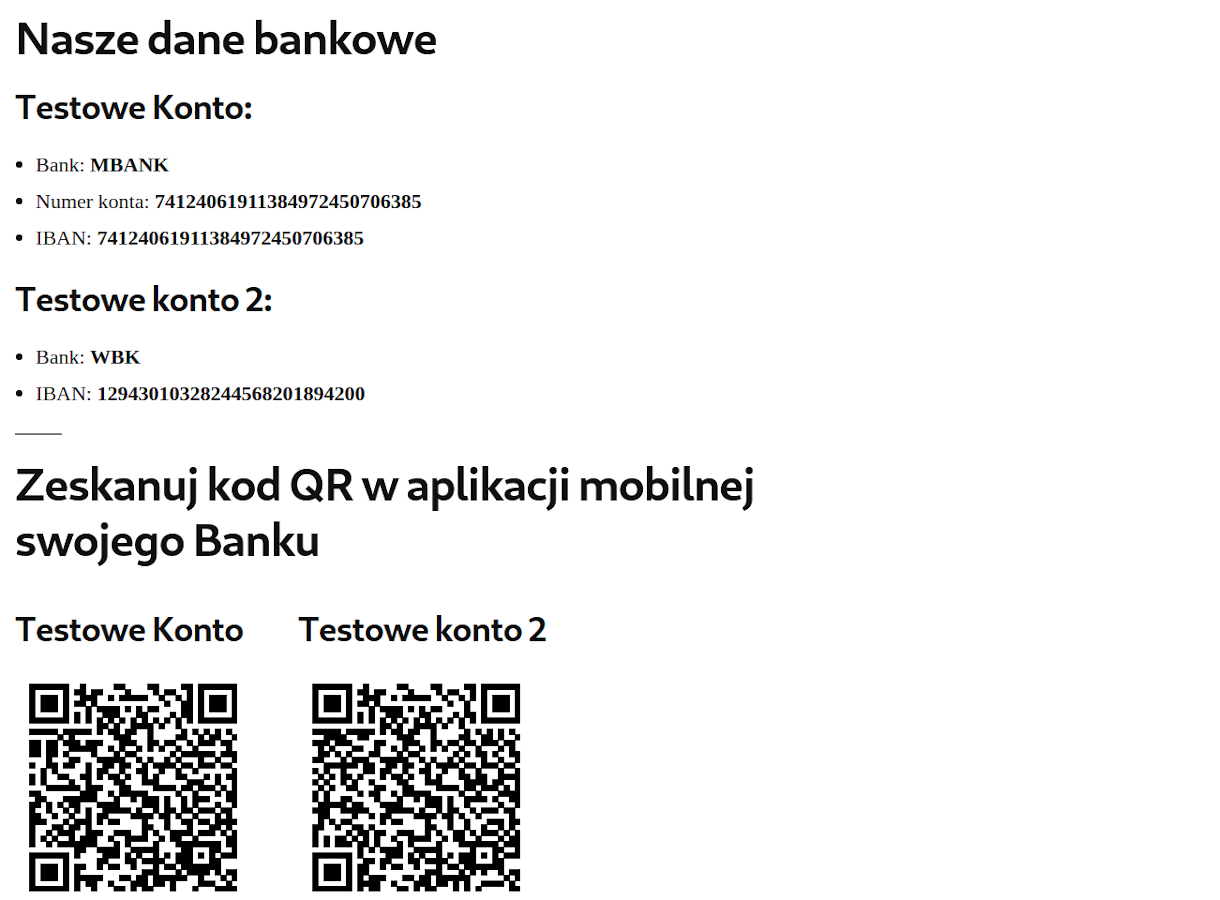 Nasze dane bankowe
Testowe Konto:
Bank: MBANK
Numer konta: 74124061911384972450706385
IBAN: 74124061911384972450706385
Testowe konto 2:
Bank: WBK
IBAN: 12943010328244568201894200
Zeskanuj kod QR w aplikacji mobilnej
swojego Banku
Testowe Konto
Testowe konto 2